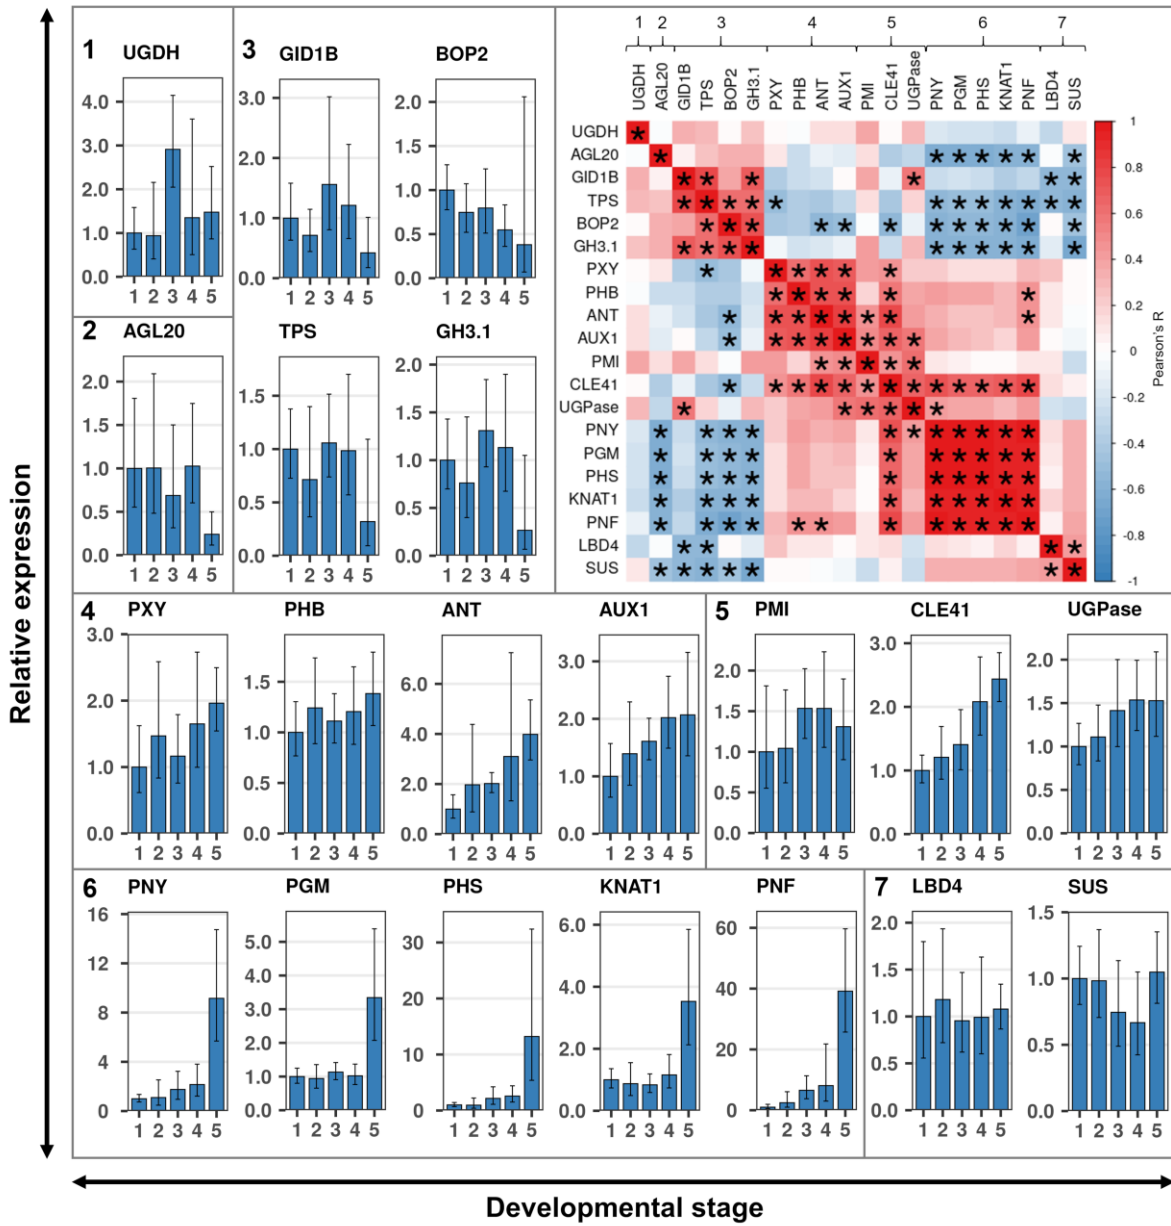 Relative expression
1
UGDH
4.0
3.0
2.0
1.0
0.0
1 2 3 4 5
3
GID1B
3.0
2.0
1.0
0.0
1 2 3 4 5
BOP2
2.0
1.5
1.0
0.5
0.0
1 2 3 4 5
2
AGL20
2.0
1.5
1.0
0.5
0.0
1 2 3 4 5
TPS
1.5
1.0
0.5
0.0
1 2 3 4 5
GH3.1
2.0
1.5
1.0
0.5
0.0
1 2 3 4 5
1 2 3 4 5 6 7
UGDH AGL20 GID1B TPS BOP2 GH3.1 PXY PHB ANT AUX1 PMI CLE41 UGPase PNY PGM PHS KNAT1 PNF LBD4 SUS
UGDH
AGL20
GID1B
TPS
BOP2
GH3.1
PXY
PHB
ANT
AUX1
PMI
CLE41
UGPase
PNY
PGM
PHS
KNAT1
PNF
LBD4
SUS
1
0.8
0.6
0.4
0.2
0
-0.2
-0.4
-0.6
-0.8
-1
Pearson's R
4
PXY
3.0
2.0
1.0
0.0
1 2 3 4 5
PHB
1.5
1.0
0.5
0.0
1 2 3 4 5
ANT
6.0
4.0
2.0
0.0
1 2 3 4 5
AUX1
3.0
2.0
1.0
0.0
1 2 3 4 5
5
PMI
2.0
1.5
1.0
0.5
0.0
1 2 3 4 5
CLE41
3.0
2.0
1.0
0.0
1 2 3 4 5
UGPase
2.0
1.5
1.0
0.5
0.0
1 2 3 4 5
6
PNY
16
12
8
4
0
1 2 3 4 5
PGM
5.0
4.0
3.0
2.0
1.0
0.0
1 2 3 4 5
PHS
30
20
10
0
1 2 3 4 5
KNAT1
6.0
4.0
2.0
0.0
1 2 3 4 5
PNF
60
40
20
0
1 2 3 4 5
7
LBD4
2.0
1.5
1.0
0.5
0.0
1 2 3 4 5
SUS
1.5
1.0
0.5
0.0
1 2 3 4 5
Developmental stage